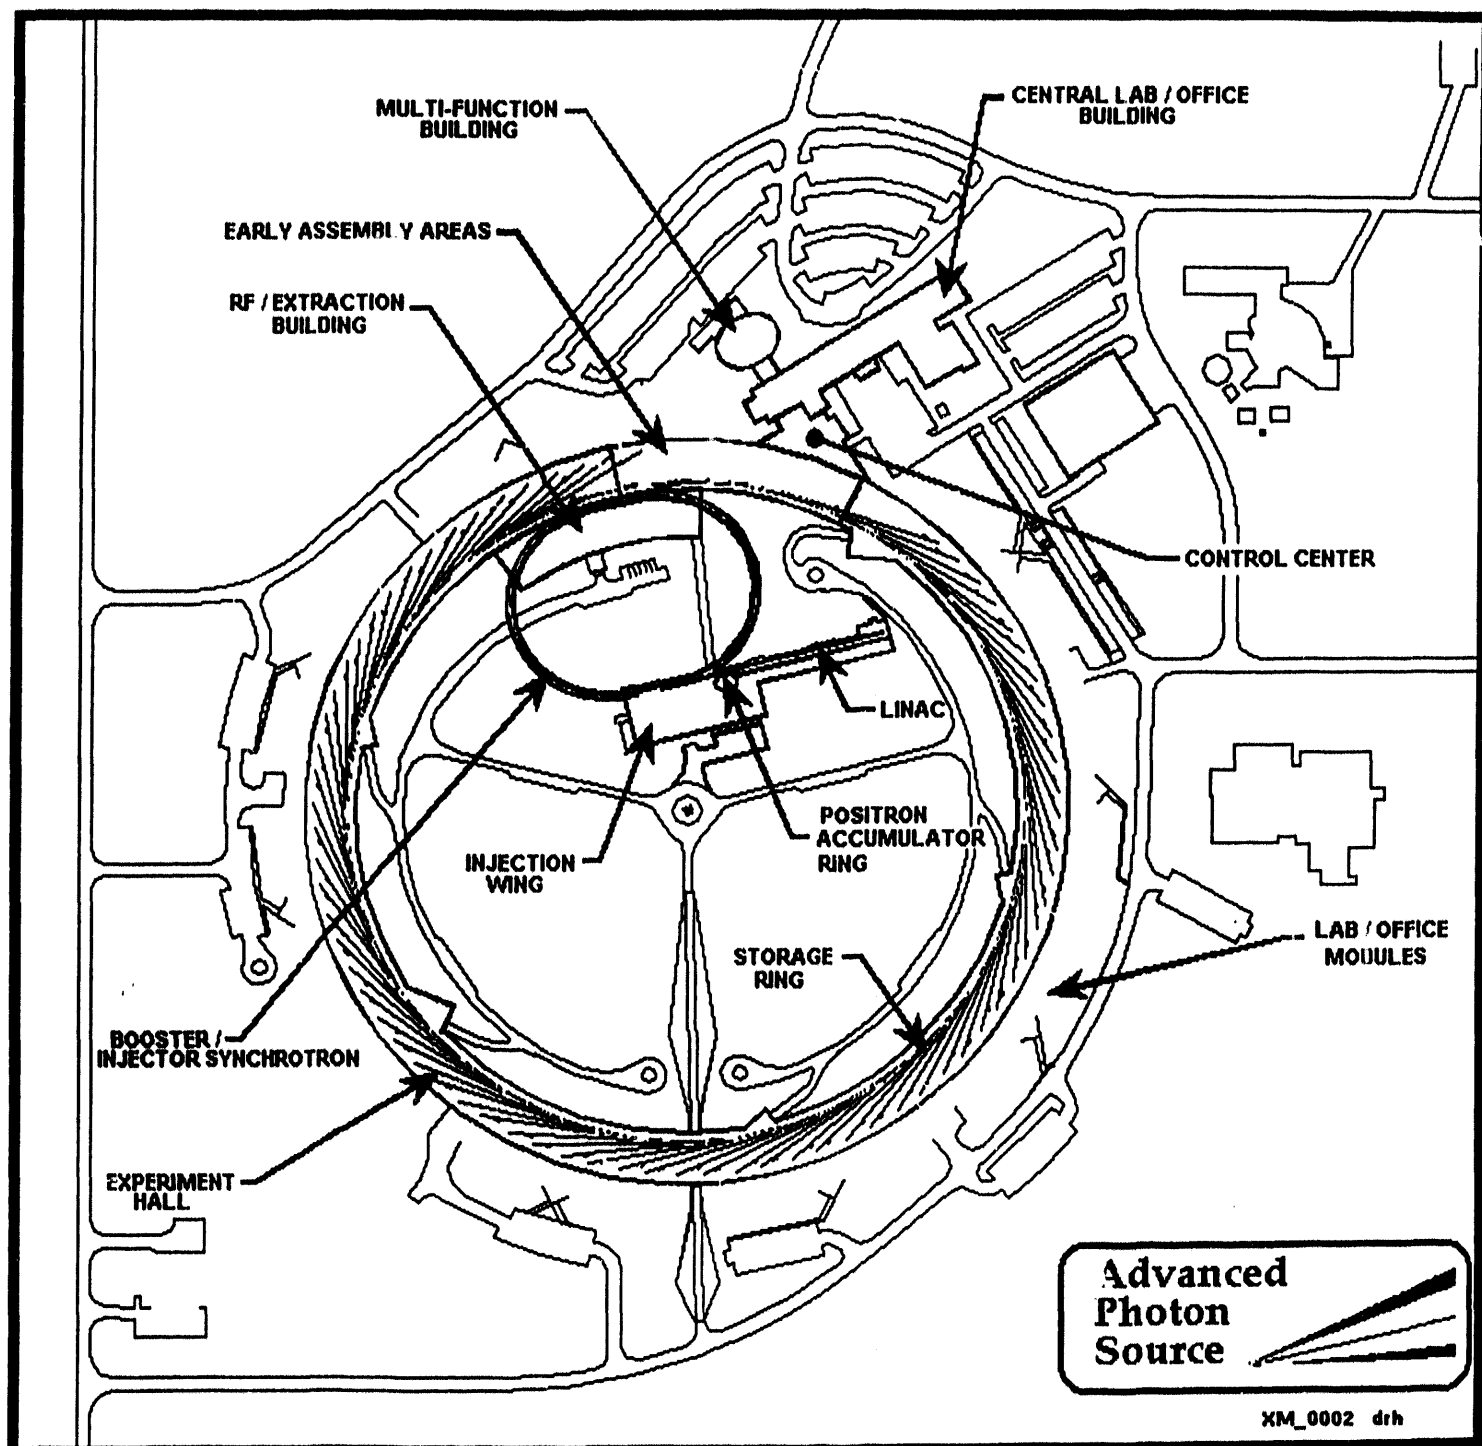 MULTI-FUNCTION
BUILDING
CENTRAL LAB / OFFICE
BUILDING
EARLY ASSEMBLY AREAS
RF / EXTRACTION
BUILDING
CONTROL CENTER
LINAC
POSITRON
ACCUMULATOR
RING
INJECTION
WING
STORAGE
RING
LAB / OFFICE
MODULES
BOOSTER /
INJECTOR SYNCHROTRON
EXPERIMENT
HALL
Advanced
Photon
Source
XM_0002 drh